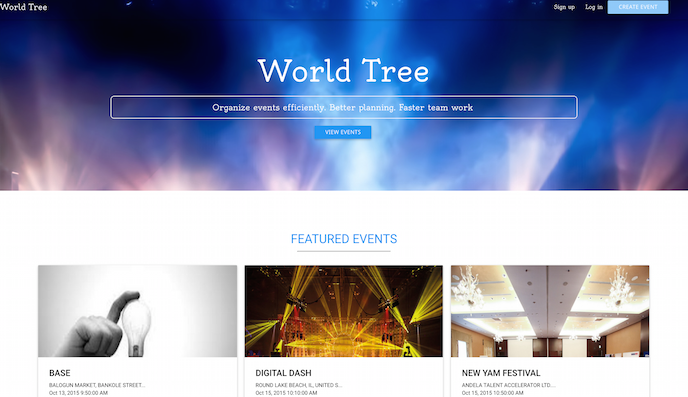 World Tree
Sign up Log in CREATE EVENT
World Tree
Organize events efficiently. Better planning. Faster team work
VIEW EVENTS
FEATURED EVENTS
BASE
BALOGUN MARKET, BANKOLE STREET...
Oct 13, 2015 9:50:00 AM
DIGITAL DASH
ROUND LAKE BEACH, IL, UNITED S...
Oct 15, 2015 10:10:00 AM
NEW YAM FESTIVAL
ANDELA TALENT ACCELERATOR LTD....
Oct 15, 2015 10:50:00 AM